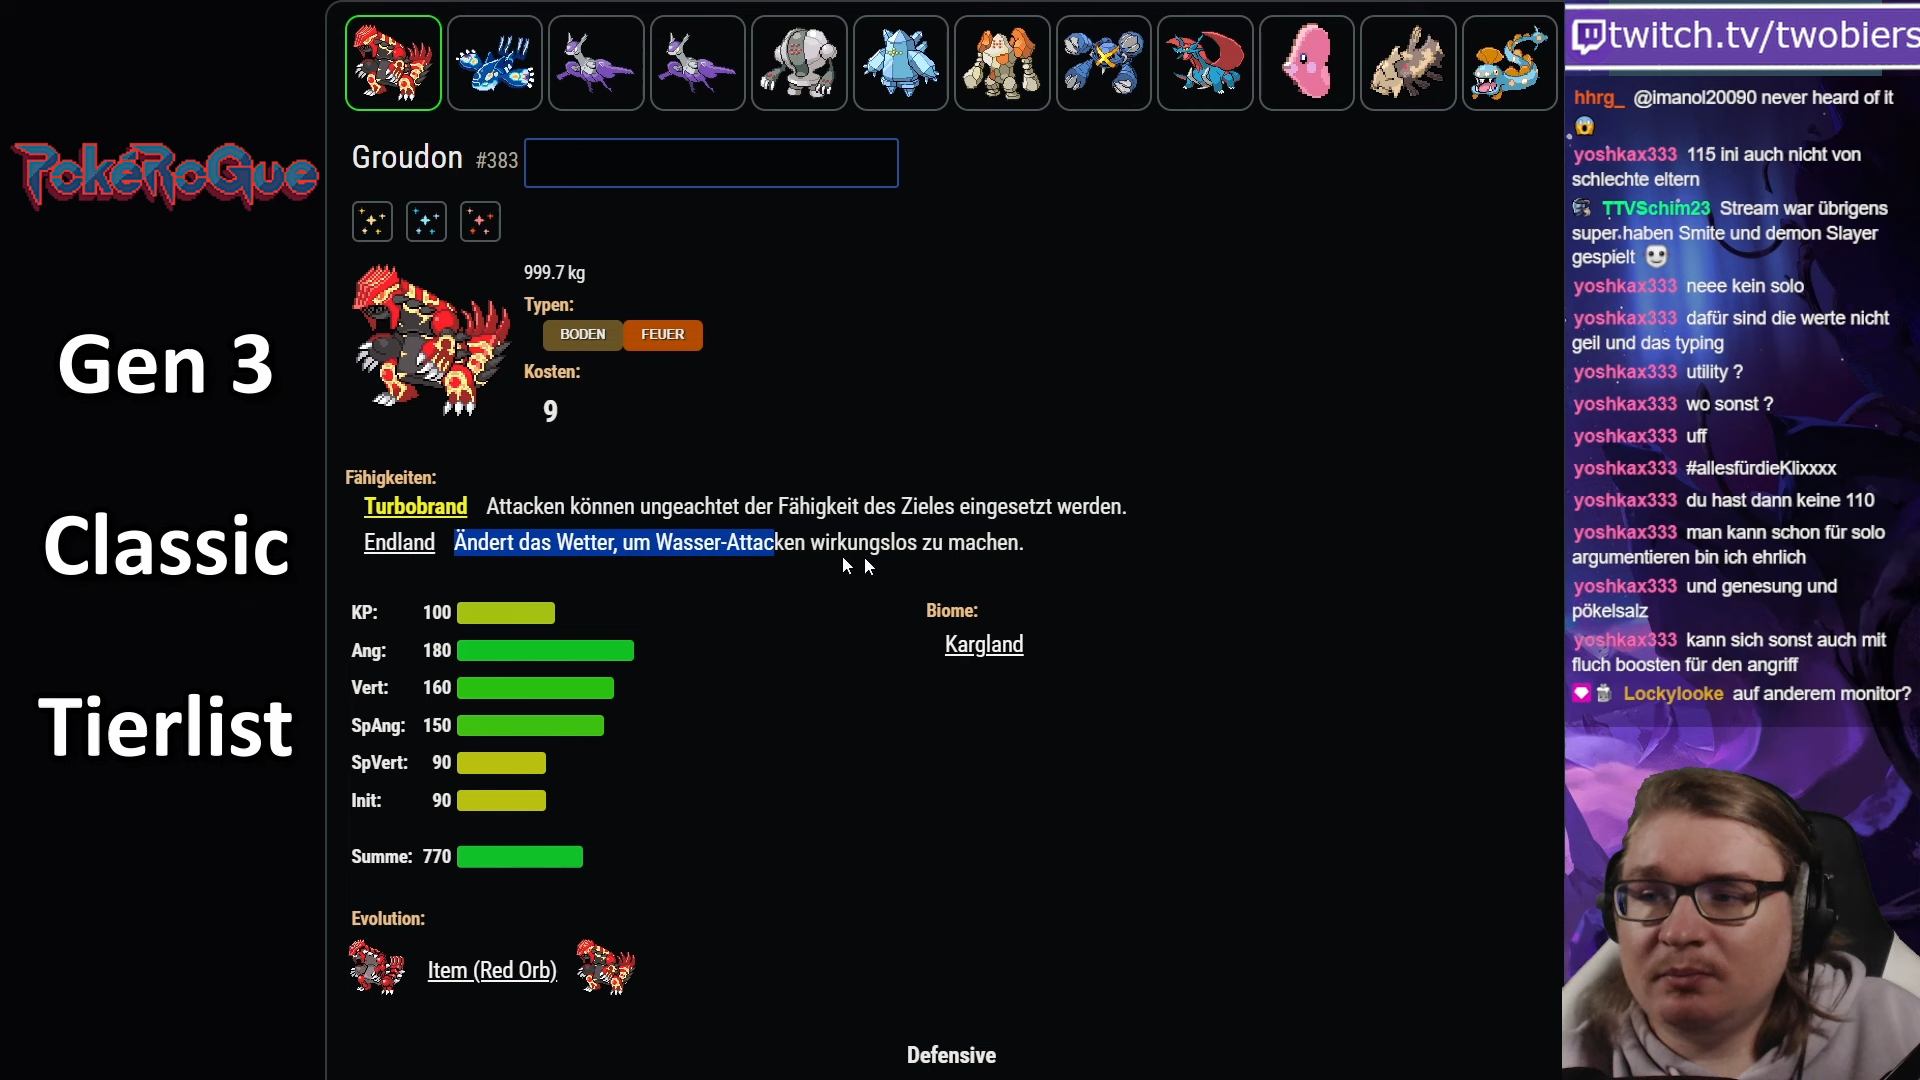 twitch.tv/twobiers
PokéRogue
Gen 3
Classic
Tierlist
Groudon #383
999.7 kg
Typen:
BODEN FEUER
Kosten:
9
Fähigkeiten:
Turbobrand Attacken können ungeachtet der Fähigkeit des Zieles eingesetzt werden.
Endland Ändert das Wetter, um Wasser-Attacken wirkungslos zu machen.
KP: 100
Ang: 180
Vert: 160
SpAng: 150
SpVert: 90
Init: 90
Summe: 770
Biome:
Kargland
Evolution:
Item (Red Orb)
Defensive
hhrg_ @imanol20090 never heard of it
yoshkax333 115 ini auch nicht von
schlechte eltern
TTVSchim23 Stream war übrigens
super haben Smite und demon Slayer
gespielt
yoshkax333 neee kein solo
yoshkax333 dafür sind die werte nicht
geil und das typing
yoshkax333 utility ?
yoshkax333 wo sonst ?
yoshkax333 uff
yoshkax333 #allesfürdieKlixxxx
yoshkax333 du hast dann keine 110
yoshkax333 man kann schon für solo
argumentieren bin ich ehrlich
yoshkax333 und genesung und
pökelsalz
yoshkax333 kann sich sonst auch mit
fluch boosten für den angriff
Lockylooke auf anderem monitor?